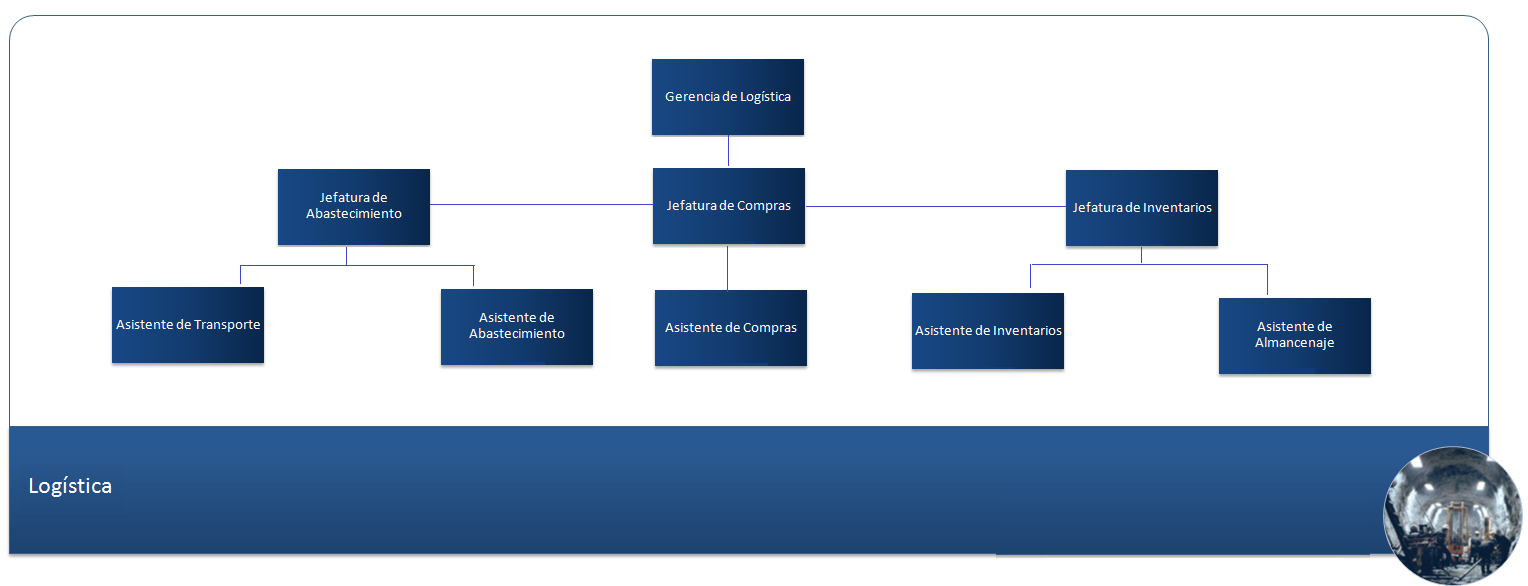 Gerencia de Logística
Jefatura de
Abastecimiento
Jefatura de Compras
Jefatura de Inventarios
Asistente de Transporte
Asistente de
Abastecimiento
Asistente de Compras
Asistente de Inventarios
Asistente de
Almancenaje
Logística